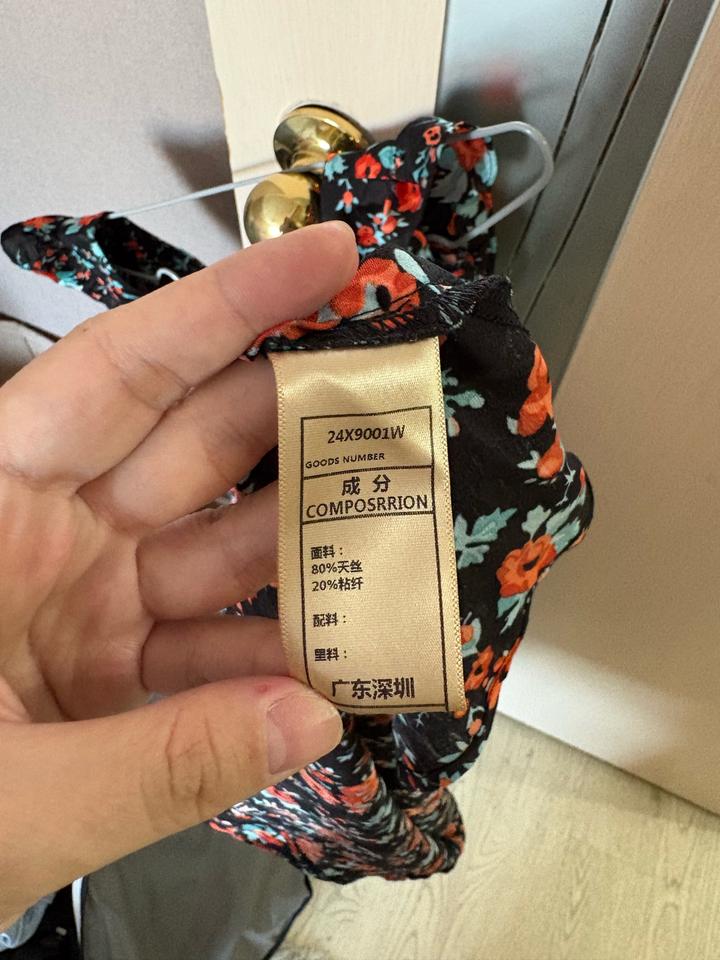 24X9001W
GOODS NUMBER
成 分
COMPOSRRION
面料：
80%天丝
20%粘纤
配料：
里料：
广东深圳